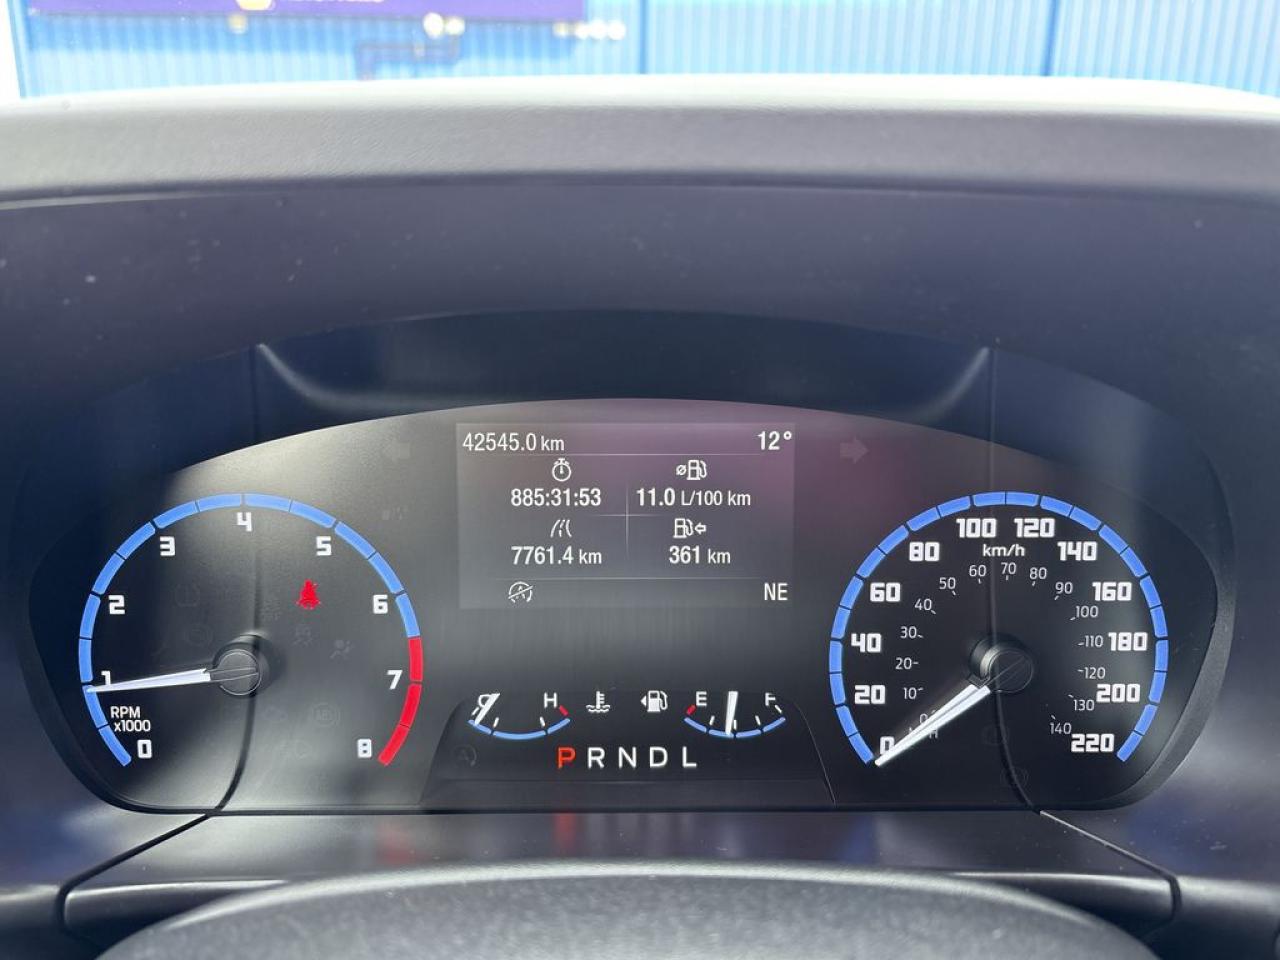 42545.0 km 12°
885:31:53 11.0 L/100 km
7761.4 km 361 km
NE
0 1 2 3 4 5 6 7 8
RPM
x1000
C H
E F
P R N D L
0 20 40 60 80 100 120 140 160 180 200 220
km/h
10 20 30 40 50 60 70 80 90 100 110 120 130 140